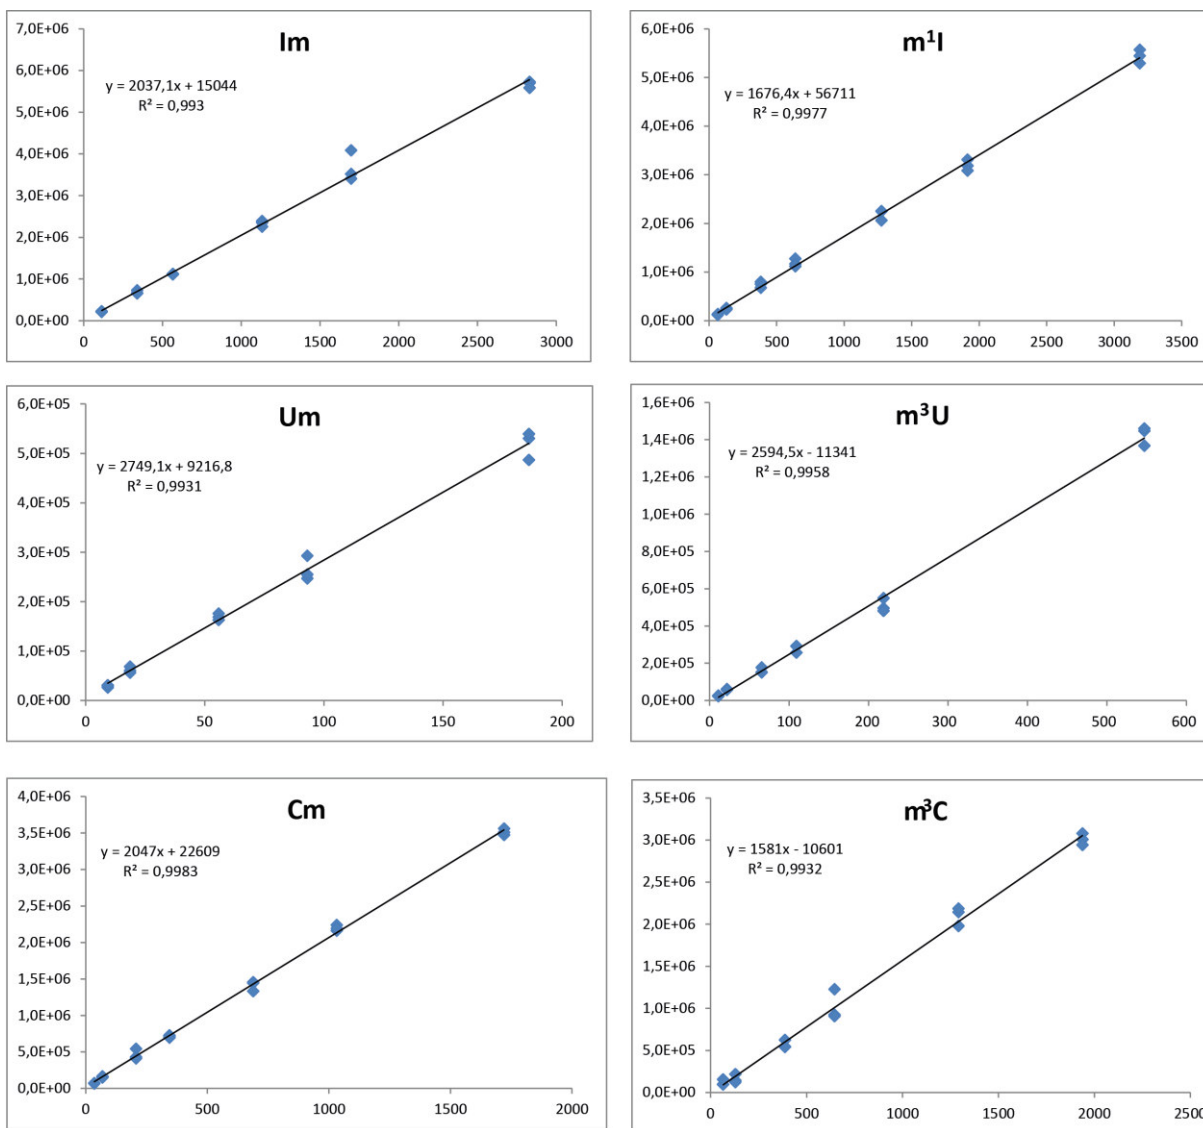 Im
y = 2037,1x + 15044
R² = 0,993
7,0E+06
6,0E+06
5,0E+06
4,0E+06
3,0E+06
2,0E+06
1,0E+06
0,0E+00
0 500 1000 1500 2000 2500 3000
m¹I
y = 1676,4x + 56711
R² = 0,9977
6,0E+06
5,0E+06
4,0E+06
3,0E+06
2,0E+06
1,0E+06
0,0E+00
0 500 1000 1500 2000 2500 3000 3500
Um
y = 2749,1x + 9216,8
R² = 0,9931
6,0E+05
5,0E+05
4,0E+05
3,0E+05
2,0E+05
1,0E+05
0,0E+00
0 50 100 150 200
m³U
y = 2594,5x - 11341
R² = 0,9958
1,6E+06
1,4E+06
1,2E+06
1,0E+06
8,0E+05
6,0E+05
4,0E+05
2,0E+05
0,0E+00
0 100 200 300 400 500 600
Cm
y = 2047x + 22609
R² = 0,9983
4,0E+06
3,5E+06
3,0E+06
2,5E+06
2,0E+06
1,5E+06
1,0E+06
5,0E+05
0,0E+00
0 500 1000 1500 2000
m³C
y = 1581x - 10601
R² = 0,9932
3,5E+06
3,0E+06
2,5E+06
2,0E+06
1,5E+06
1,0E+06
5,0E+05
0,0E+00
0 500 1000 1500 2000 2500